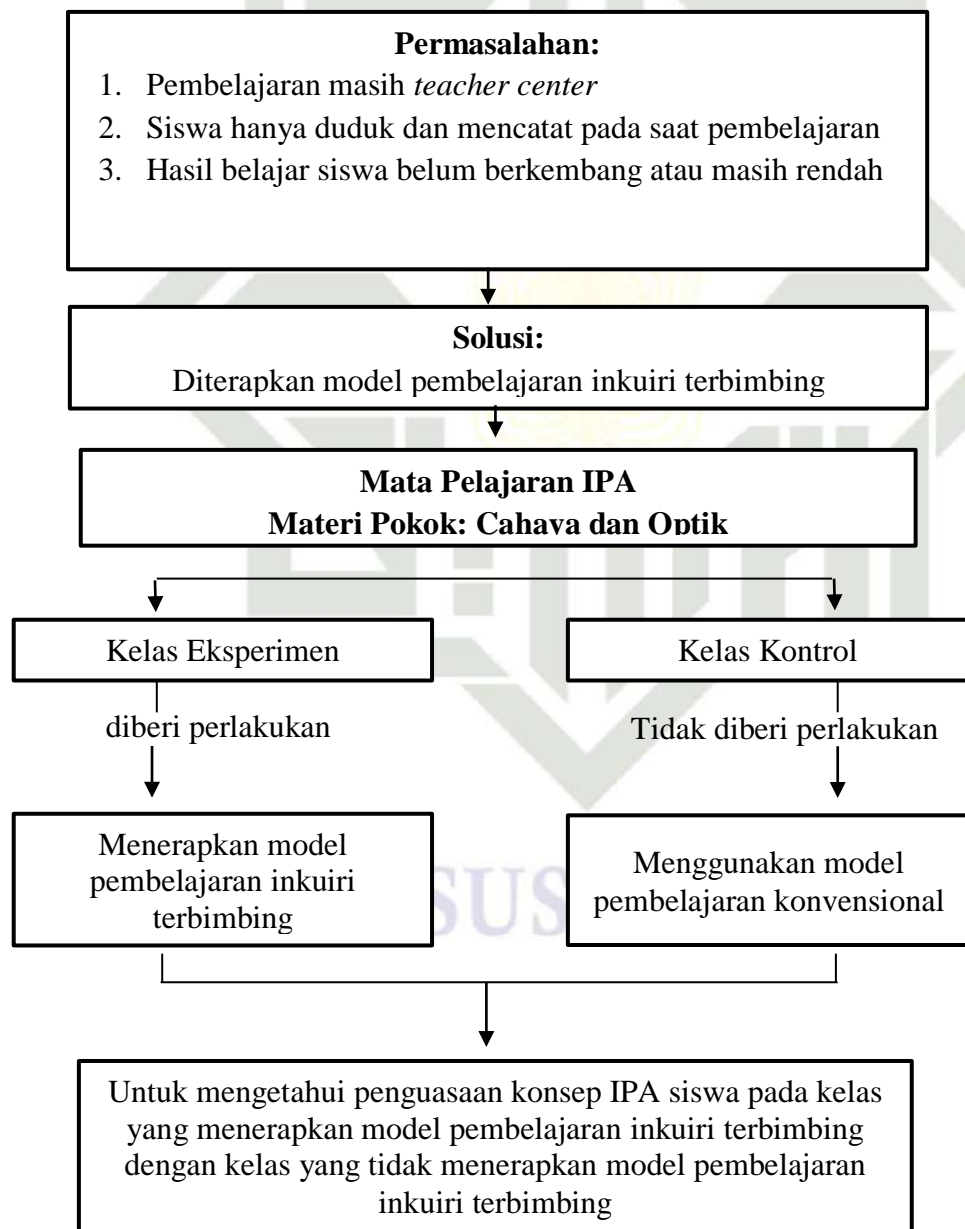 Permasalahan:
1. Pembelajaran masih teacher center
2. Siswa hanya duduk dan mencatat pada saat pembelajaran
3. Hasil belajar siswa belum berkembang atau masih rendah
Solusi:
Diterapkan model pembelajaran inkuiri terbimbing
Mata Pelajaran IPA
Materi Pokok: Cahaya dan Optik
Kelas Eksperimen
Kelas Kontrol
diberi perlakukan
Tidak diberi perlakukan
Menerapkan model
pembelajaran inkuiri
terbimbing
Menggunakan model
pembelajaran konvensional
SUS
Untuk mengetahui penguasaan konsep IPA siswa pada kelas
yang menerapkan model pembelajaran inkuiri terbimbing
dengan kelas yang tidak menerapkan model pembelajaran
inkuiri terbimbing